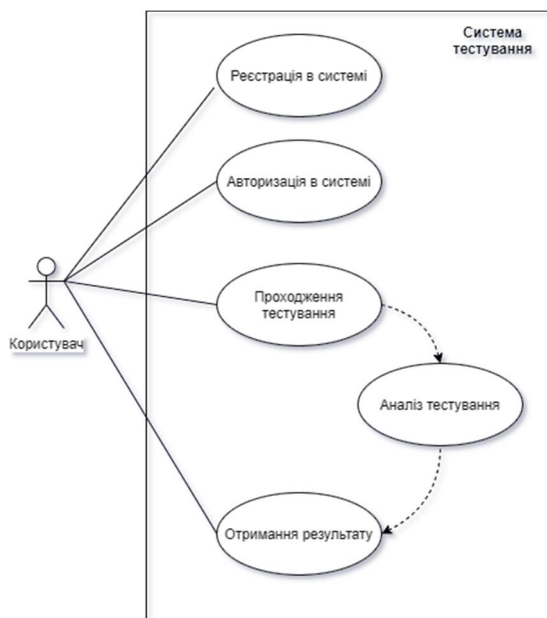 Система
тестування
Реєстрація в системі
Авторизація в системі
Проходження
тестування
Користувач
Аналіз тестування
Отримання результату